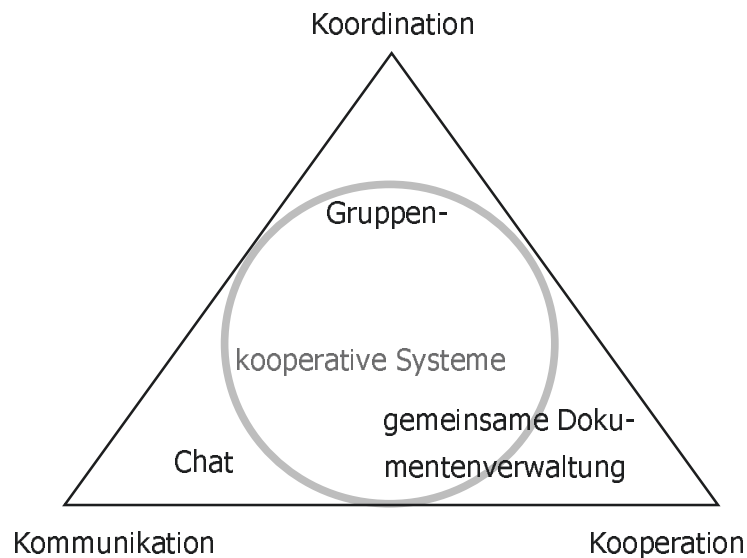 Koordination
Gruppen-
kooperative Systeme
gemeinsame Doku-
Chat
mentenverwaltung
Kommunikation
Kooperation